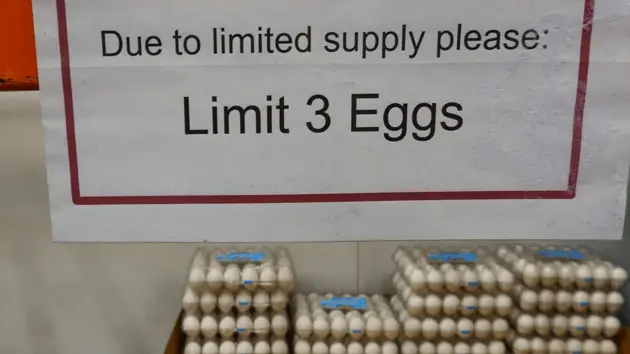 Due to limited supply please:
Limit 3 Eggs